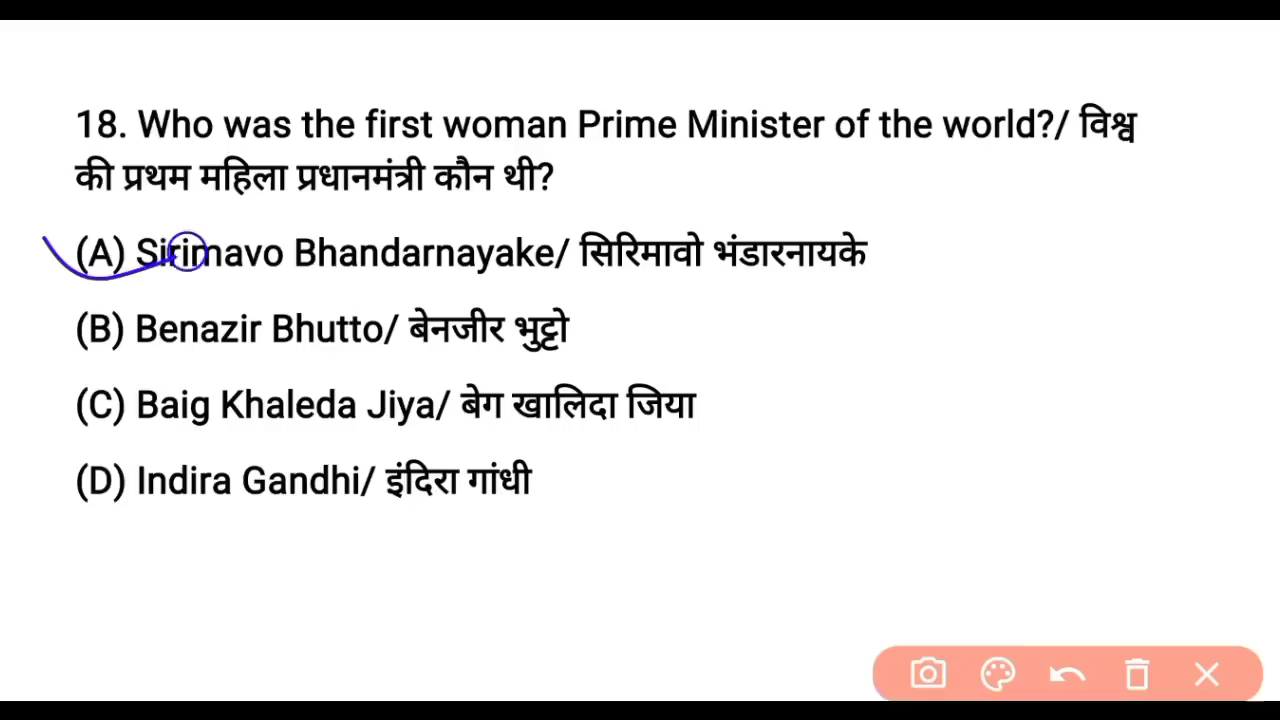 18. Who was the first woman Prime Minister of the world?/ विश्व
की प्रथम महिला प्रधानमंत्री कौन थी?
(A) Sirimavo Bhandarnayake/ सिरिमावो भंडारनायके
(B) Benazir Bhutto/ बेनजीर भुट्टो
(C) Baig Khaleda Jiya/ बेग खालिदा जिया
(D) Indira Gandhi/ इंदिरा गांधी